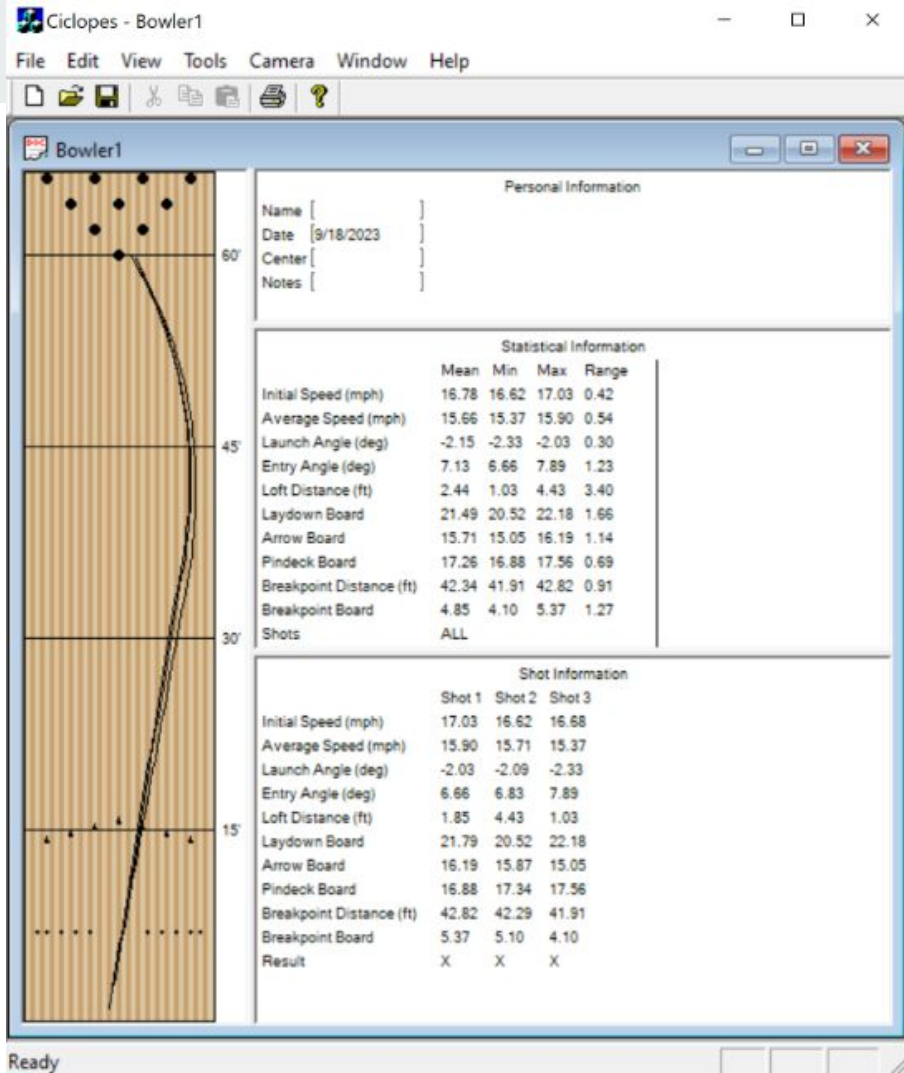 Ciclopes - Bowler1
File Edit View Tools Camera Window Help
Bowler1
60'
45'
30'
15'
Personal Information
Name [ ]
Date [9/18/2023 ]
Center [ ]
Notes [ ]
Statistical Information
Mean Min Max Range
Initial Speed (mph) 16.78 16.62 17.03 0.42
Average Speed (mph) 15.66 15.37 15.90 0.54
Launch Angle (deg) -2.15 -2.33 -2.03 0.30
Entry Angle (deg) 7.13 6.66 7.89 1.23
Loft Distance (ft) 2.44 1.03 4.43 3.40
Laydown Board 21.49 20.52 22.18 1.66
Arrow Board 15.71 15.05 16.19 1.14
Pindeck Board 17.26 16.88 17.56 0.69
Breakpoint Distance (ft) 42.34 41.91 42.82 0.91
Breakpoint Board 4.85 4.10 5.37 1.27
Shots ALL
Shot Information
Shot 1 Shot 2 Shot 3
Initial Speed (mph) 17.03 16.62 16.68
Average Speed (mph) 15.90 15.71 15.37
Launch Angle (deg) -2.03 -2.09 -2.33
Entry Angle (deg) 6.66 6.83 7.89
Loft Distance (ft) 1.85 4.43 1.03
Laydown Board 21.79 20.52 22.18
Arrow Board 16.19 15.87 15.05
Pindeck Board 16.88 17.34 17.56
Breakpoint Distance (ft) 42.82 42.29 41.91
Breakpoint Board 5.37 5.10 4.10
Result X X X
Ready